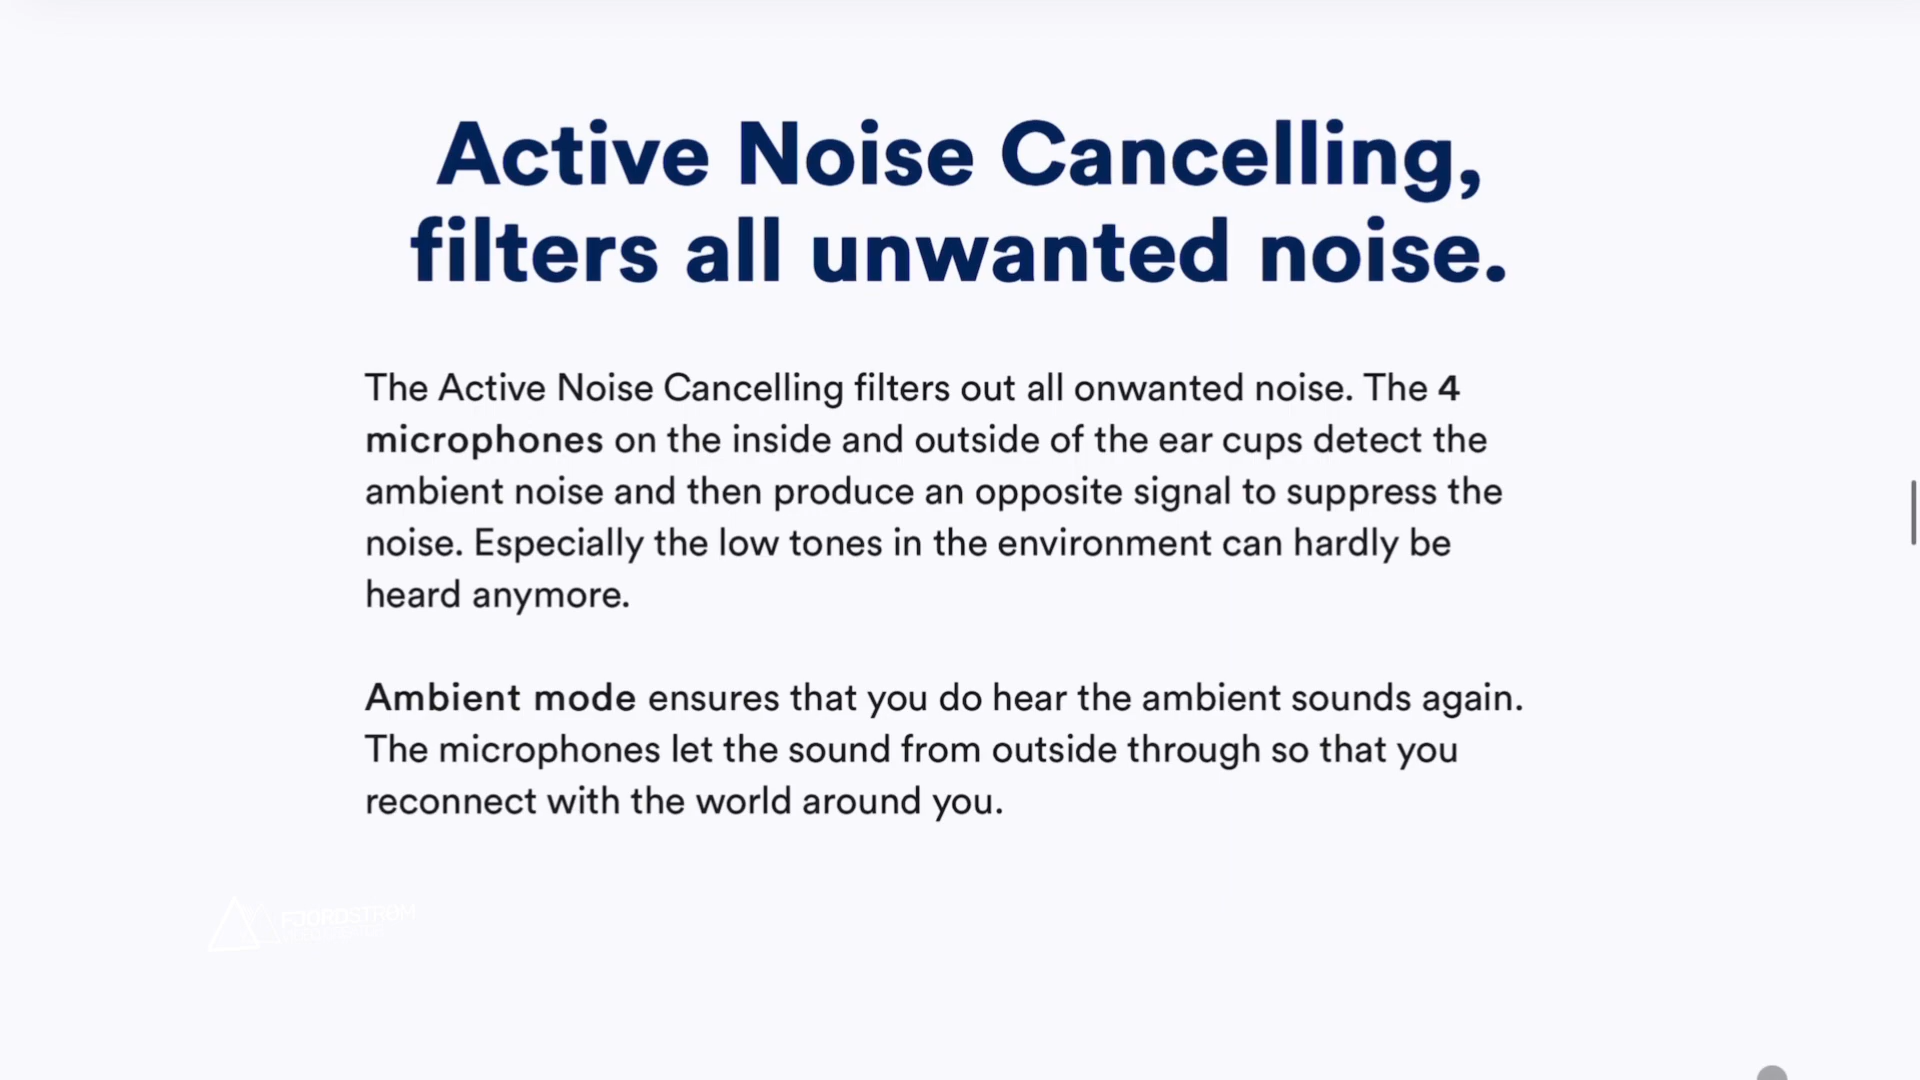 Active Noise Cancelling,
filters all unwanted noise.
The Active Noise Cancelling filters out all onwanted noise. The 4
microphones on the inside and outside of the ear cups detect the
ambient noise and then produce an opposite signal to suppress the
noise. Especially the low tones in the environment can hardly be
heard anymore.
Ambient mode ensures that you do hear the ambient sounds again.
The microphones let the sound from outside through so that you
reconnect with the world around you.
FJORDSTRØM